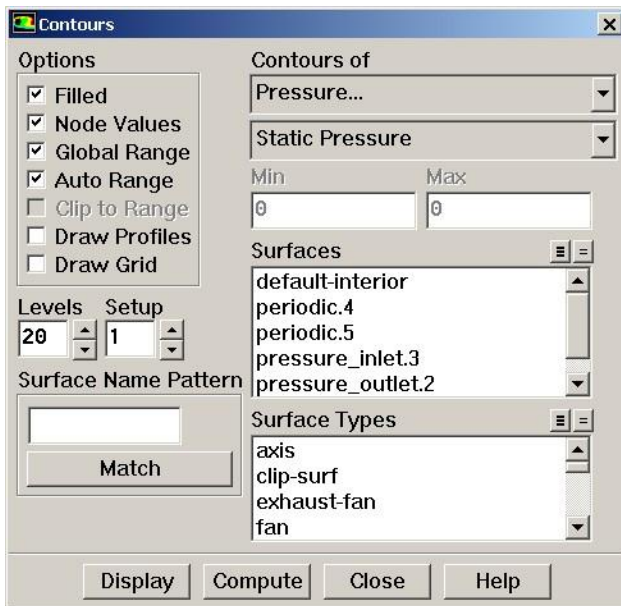 Contours
Options
Filled
Node Values
Global Range
Auto Range
Clip to Range
Draw Profiles
Draw Grid
Levels Setup
20 1
Surface Name Pattern
Match
Contours of
Pressure...
Static Pressure
Min Max
0 0
Surfaces
default-interior
periodic.4
periodic.5
pressure_inlet.3
pressure_outlet.2
Surface Types
axis
clip-surf
exhaust-fan
fan
Display Compute Close Help